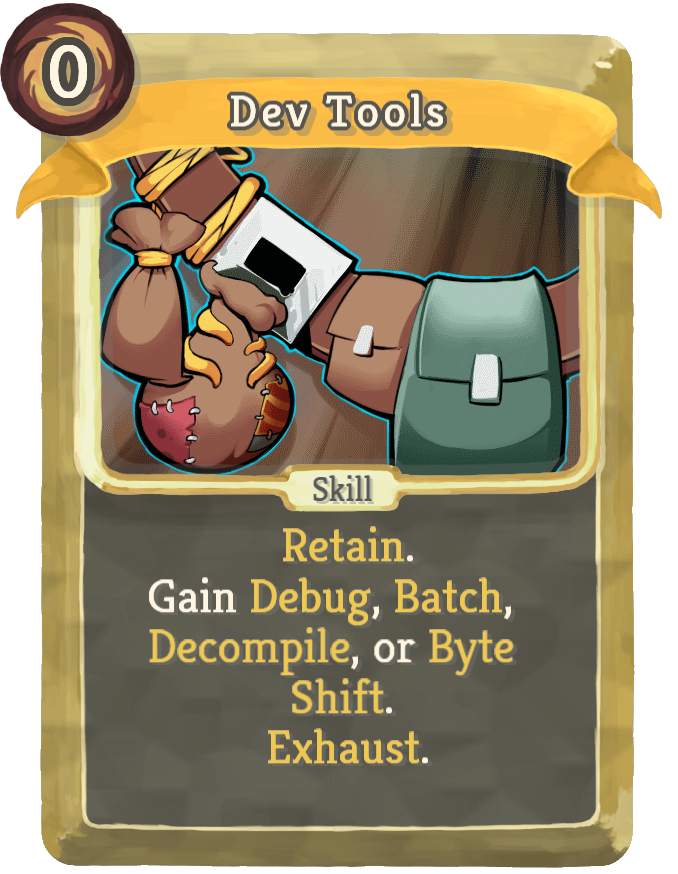 0
Dev Tools
Skill
Retain.
Gain Debug, Batch,
Decompile, or Byte
Shift.
Exhaust.